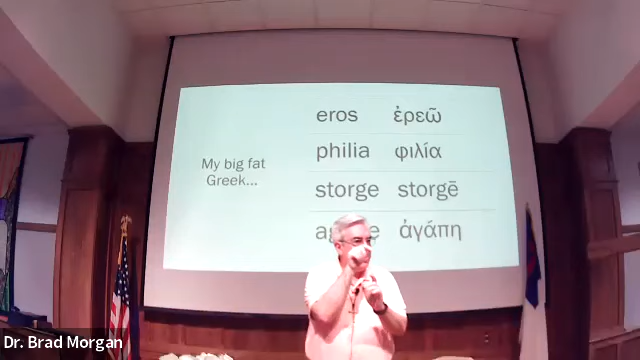 My big fat
Greek...
eros ἐρεῶ
philia φιλία
storge storgē
ἀγάπη
Dr. Brad Morgan